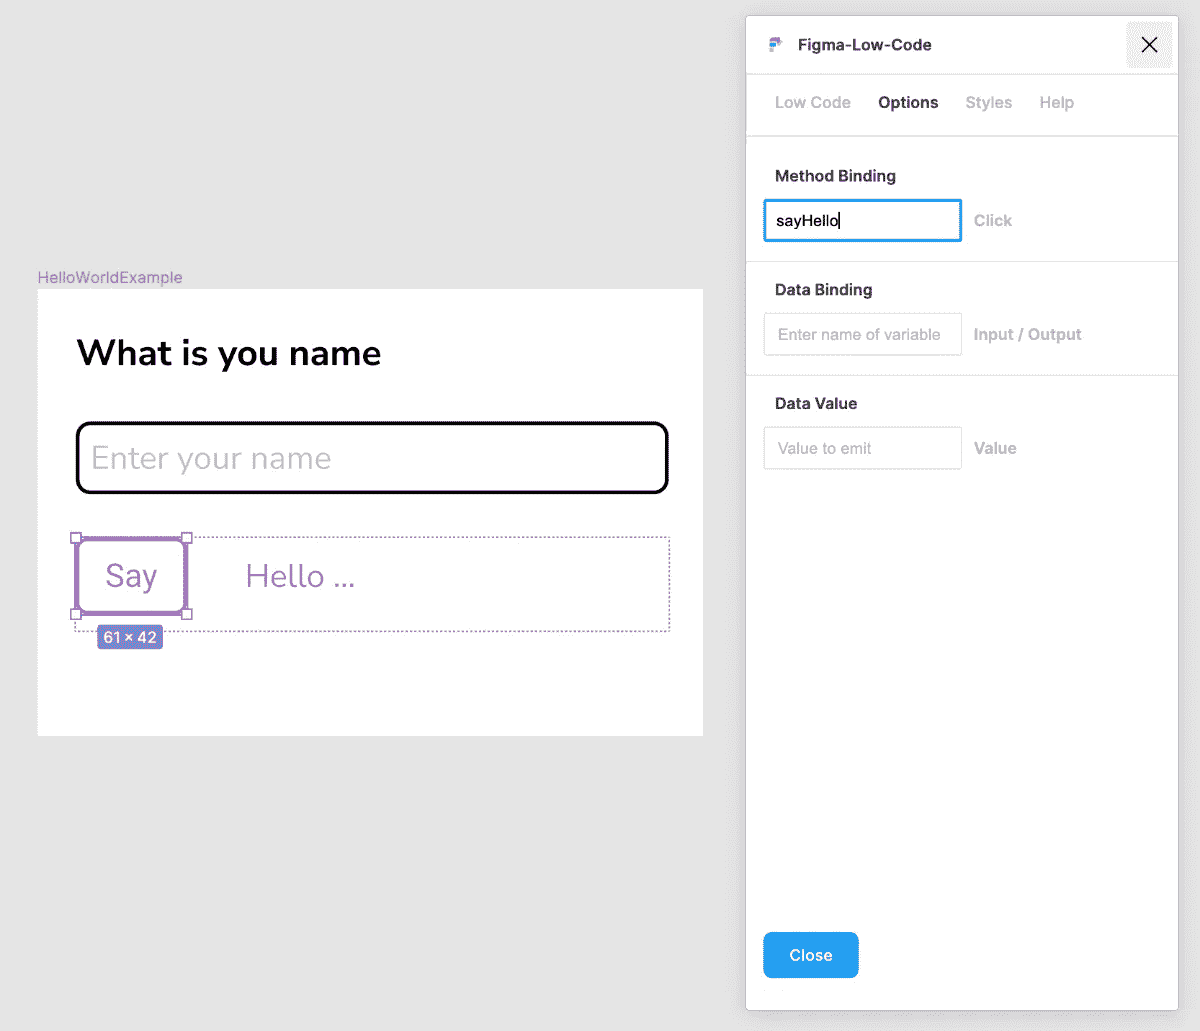 Figma-Low-Code
Low Code Options Styles Help
Method Binding
sayHello Click
Data Binding
Enter name of variable Input / Output
Data Value
Value to emit Value
Close
HelloWorldExample
What is you name
Enter your name
Say Hello ...
61 × 42